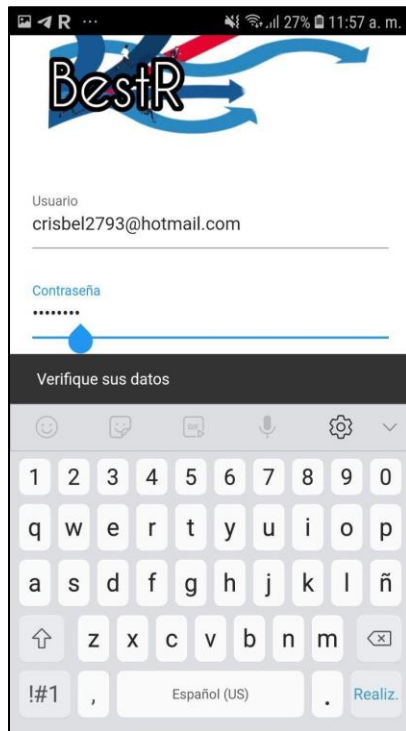 R ... 27% 11:57 a. m.
BestR
Usuario
crisbel2793@hotmail.com
Contraseña
••••••••
Verifique sus datos
GIF
1 2 3 4 5 6 7 8 9 0
q w e r t y u i o p
a s d f g h j k l ñ
z x c v b n m
!#1 , Español (US) . Realiz.